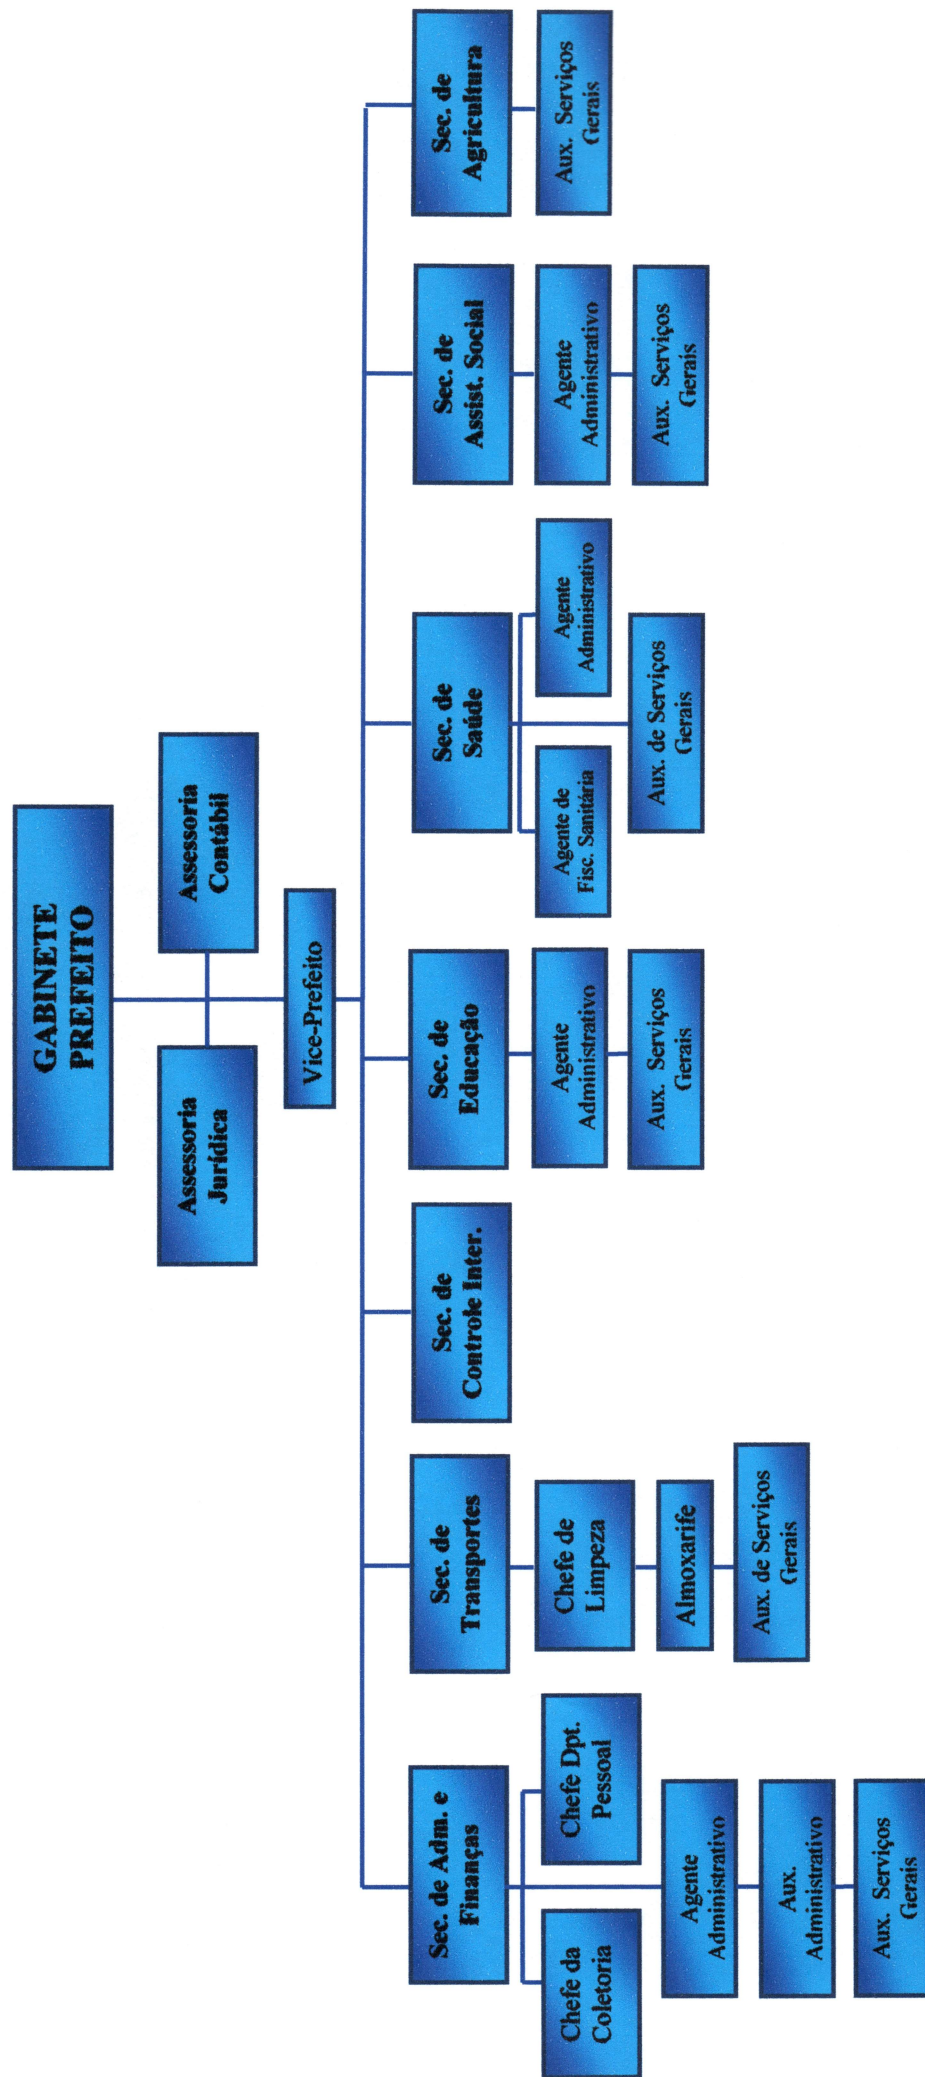 GABINETE
PREFEITO
Assessoria
Jurídica
Assessoria
Contábil
Vice-Prefeito
Sec. de Adm. e
Finanças
Sec. de
Transportes
Sec. de
Controle Inter.
Sec. de
Educação
Sec. de
Saúde
Sec. de
Assist. Social
Sec. de
Agricultura
Chefe da
Coletoria
Chefe Dpt.
Pessoal
Agente
Administrativo
Aux.
Administrativo
Aux. Serviços
Gerais
Chefe de
Limpeza
Almoxarife
Aux. de Serviços
Gerais
Agente
Administrativo
Aux. Serviços
Gerais
Agente de
Fisc. Sanitária
Agente
Administrativo
Aux. de Serviços
Gerais
Agente
Administrativo
Aux. Serviços
Gerais
Aux. Serviços
Gerais